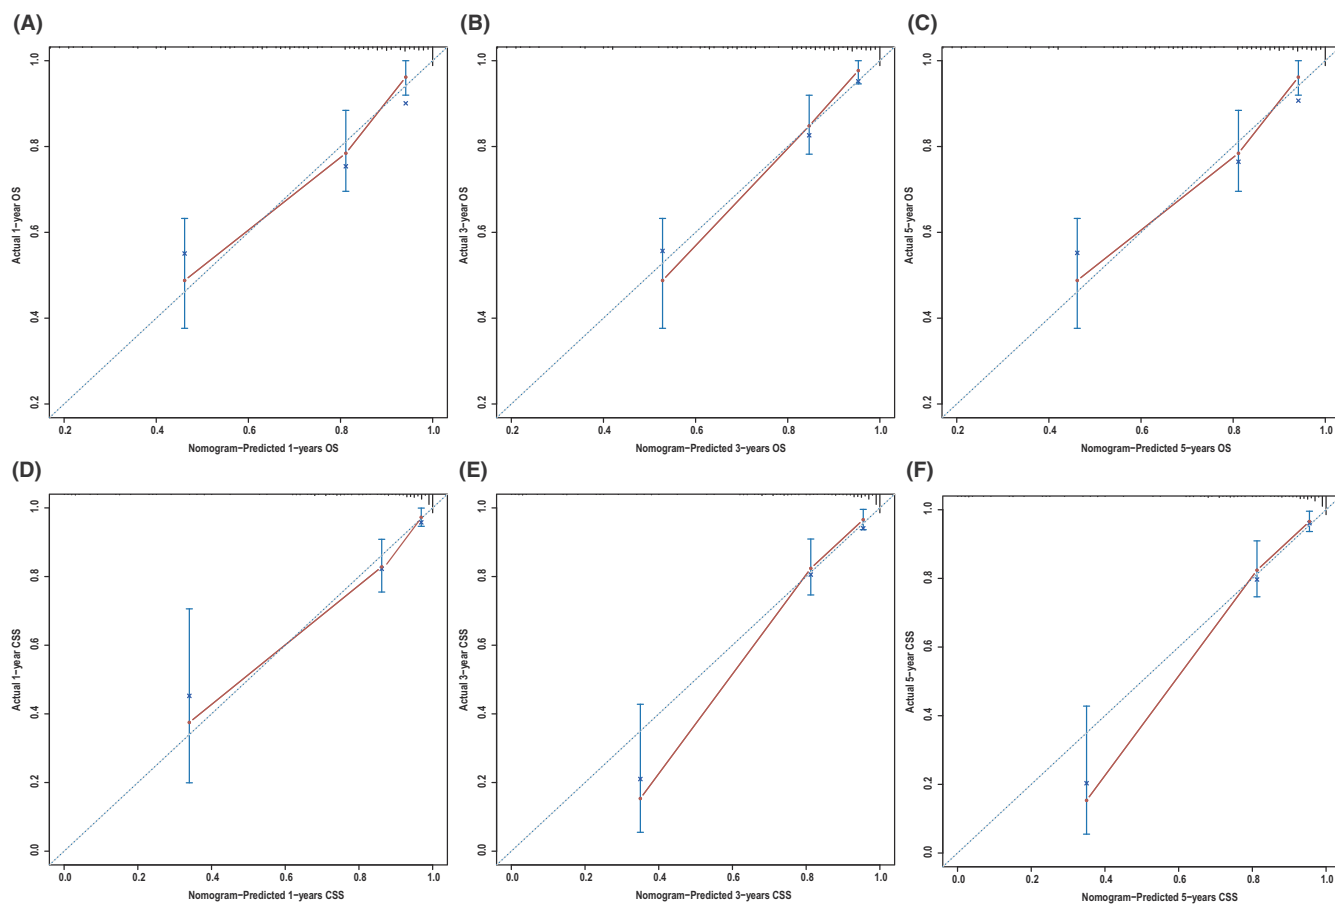 (A)
1.0
0.8
0.6
0.4
0.2
Actual 1−year OS
0.2 0.4 0.6 0.8 1.0
Nomogram−Predicted 1−years OS
(B)
1.0
0.8
0.6
0.4
0.2
Actual 3−year OS
0.2 0.4 0.6 0.8 1.0
Nomogram−Predicted 3−years OS
(C)
1.0
0.8
0.6
0.4
0.2
Actual 5−year OS
0.2 0.4 0.6 0.8 1.0
Nomogram−Predicted 5−years OS
(D)
1.0
0.8
0.6
0.4
0.2
0.0
Actual 1−year CSS
0.0 0.2 0.4 0.6 0.8 1.0
Nomogram−Predicted 1−years CSS
(E)
1.0
0.8
0.6
0.4
0.2
0.0
Actual 3−year CSS
0.0 0.2 0.4 0.6 0.8 1.0
Nomogram−Predicted 3−years CSS
(F)
1.0
0.8
0.6
0.4
0.2
0.0
Actual 5−year CSS
0.0 0.2 0.4 0.6 0.8 1.0
Nomogram−Predicted 5−years CSS